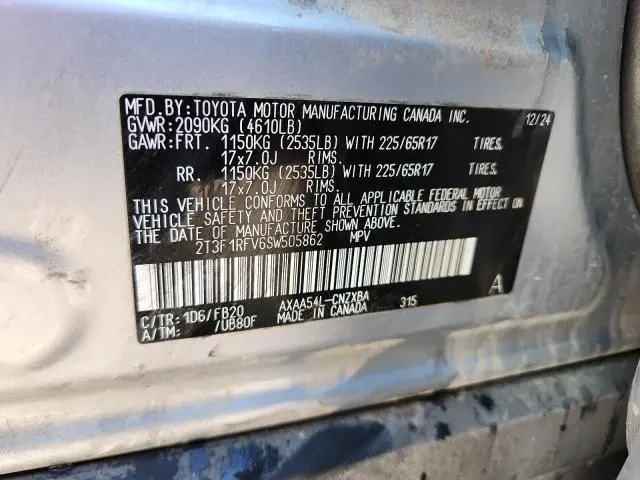 MFD.BY:TOYOTA MOTOR MANUFACTURING CANADA INC. 12/24
GVWR:2090KG (4610LB)
GAWR:FRT. 1150KG (2535LB) WITH 225/65R17 TIRES,
17x7.0J RIMS.
RR. 1150KG (2535LB) WITH 225/65R17 TIRES,
17x7.0J RIMS.
THIS VEHICLE CONFORMS TO ALL APPLICABLE FEDERAL MOTOR
VEHICLE SAFETY AND THEFT PREVENTION STANDARDS IN EFFECT ON
THE DATE OF MANUFACTURE SHOWN ABOVE.
2T3F1RFV6SW505862 MPV
C/TR:1D6/FB20 AXAA54L-CNZXBA 315 A
A/TM: /UB80F MADE IN CANADA